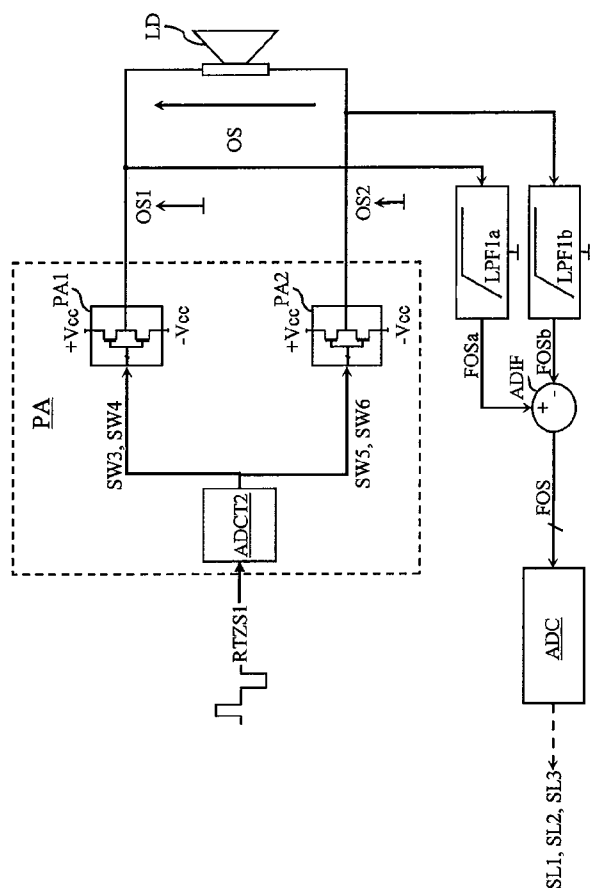 PA
LD
PA1
+Vcc
-Vcc
OS1
OS
SW3, SW4
ADCT2
RTZS1
SW5, SW6
PA2
+Vcc
-Vcc
OS2
LPF1a
LPF1b
FOSa
FOSb
ADIF
+
-
FOS
ADC
SL1, SL2, SL3